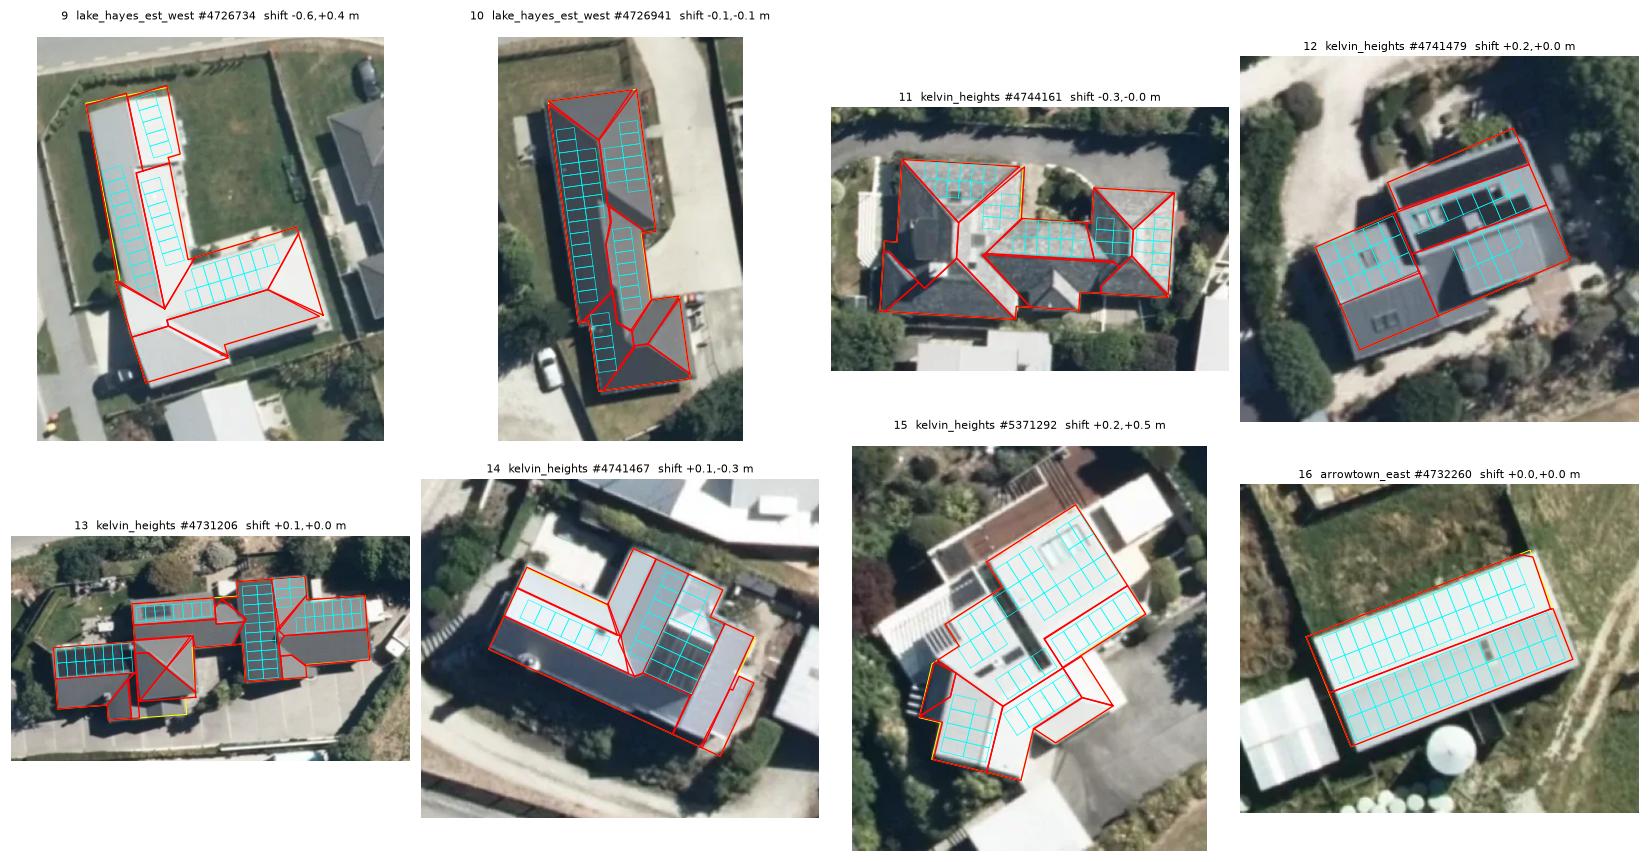 9 lake_hayes_est_west #4726734 shift -0.6,+0.4 m
10 lake_hayes_est_west #4726941 shift -0.1,-0.1 m
11 kelvin_heights #4744161 shift -0.3,-0.0 m
12 kelvin_heights #4741479 shift +0.2,+0.0 m
13 kelvin_heights #4731206 shift +0.1,+0.0 m
14 kelvin_heights #4741467 shift +0.1,-0.3 m
15 kelvin_heights #5371292 shift +0.2,+0.5 m
16 arrowtown_east #4732260 shift +0.0,+0.0 m